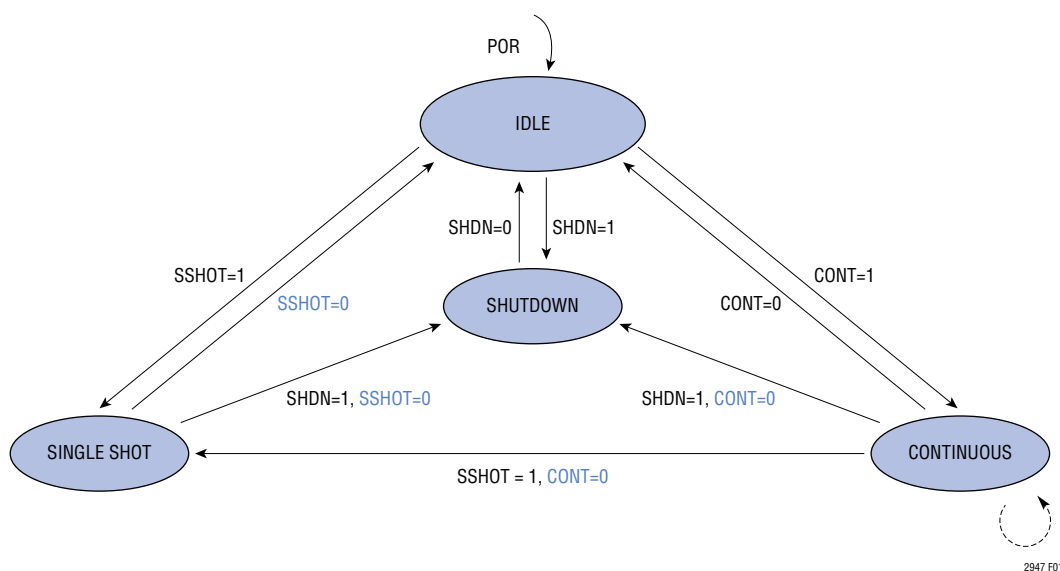 POR
IDLE
SHDN=0
SHDN=1
SSHOT=1
SSHOT=0
SHUTDOWN
CONT=0
CONT=1
SHDN=1, SSHOT=0
SHDN=1, CONT=0
SINGLE SHOT
CONTINUOUS
SSHOT = 1, CONT=0
2947 F0